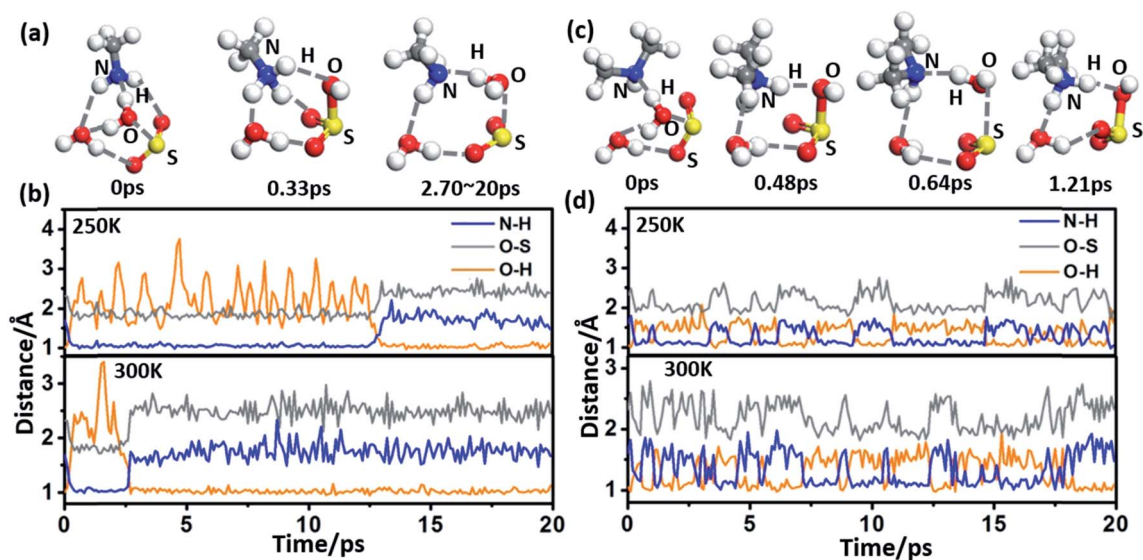 (a)
N
H
O
S
0ps
N
H
O
S
0.33ps
H
O
N
S
2.70~20ps
(c)
N
H
O
S
0ps
H
O
N
S
0.48ps
N
O
H
S
0.64ps
H
O
N
S
1.21ps
(b)
250K
N-H
O-S
O-H
4
3
2
1
300K
3
2
1
Distance/Å
0 5 10 15 20
Time/ps
(d)
250K
N-H
O-S
O-H
4
3
2
1
300K
3
2
1
Distance/Å
0 5 10 15 20
Time/ps